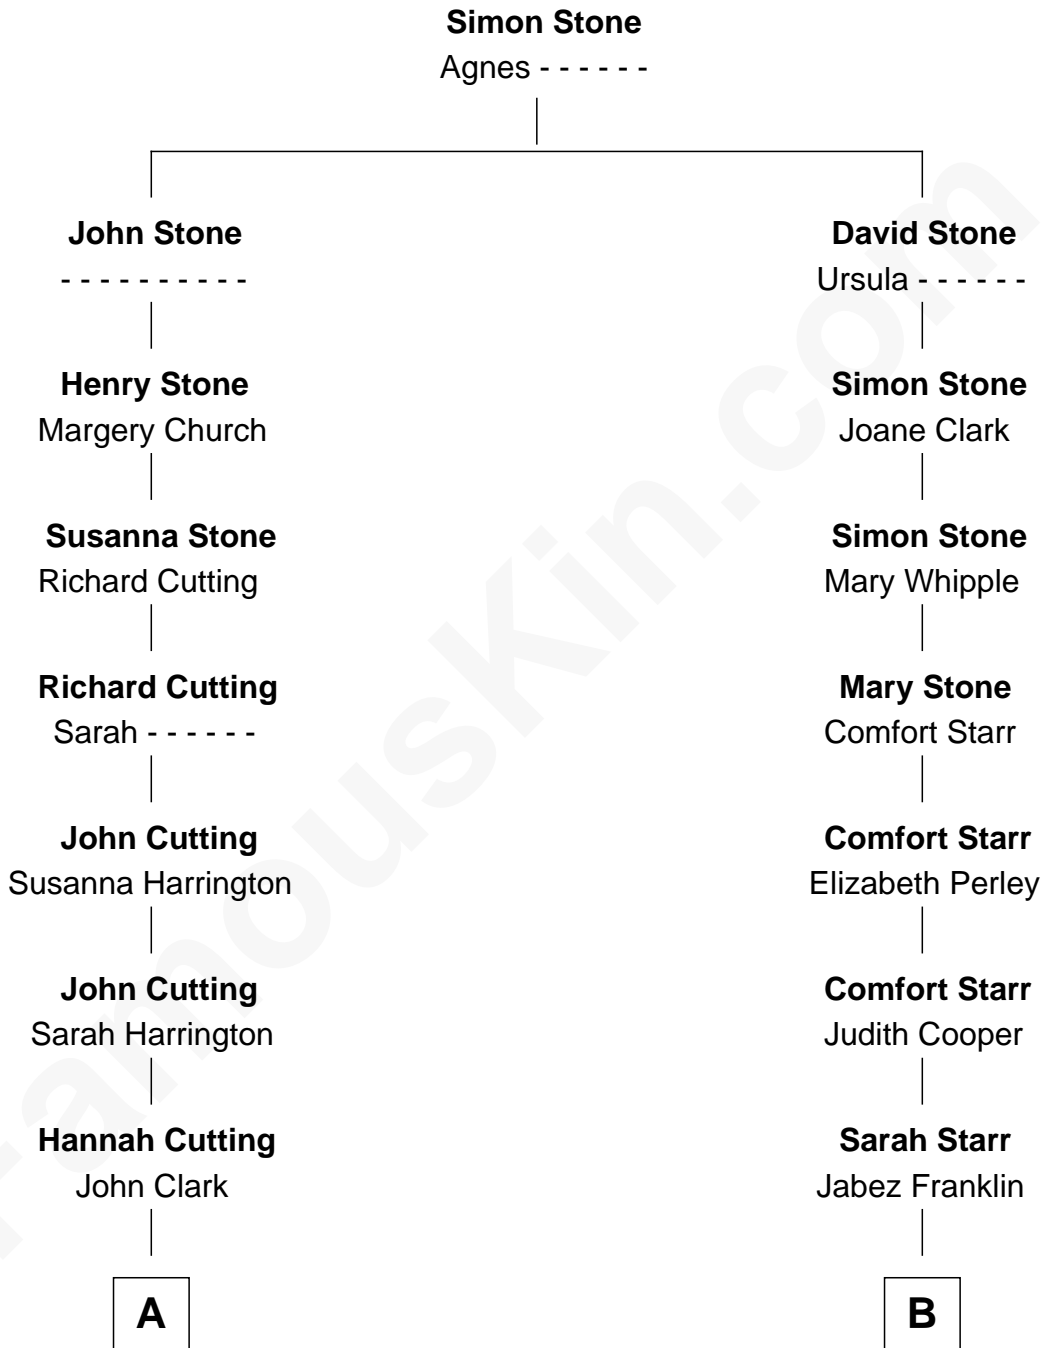 Simon Stone
Agnes - - - - - -
John Stone
- - - - - - - - - -
David Stone
Ursula - - - - - -
Henry Stone
Margery Church
Simon Stone
Joane Clark
Susanna Stone
Richard Cutting
Simon Stone
Mary Whipple
Richard Cutting
Sarah - - - - - -
Mary Stone
Comfort Starr
John Cutting
Susanna Harrington
Comfort Starr
Elizabeth Perley
John Cutting
Sarah Harrington
Comfort Starr
Judith Cooper
Hannah Cutting
John Clark
Sarah Starr
Jabez Franklin
A
B
FamousKin.com